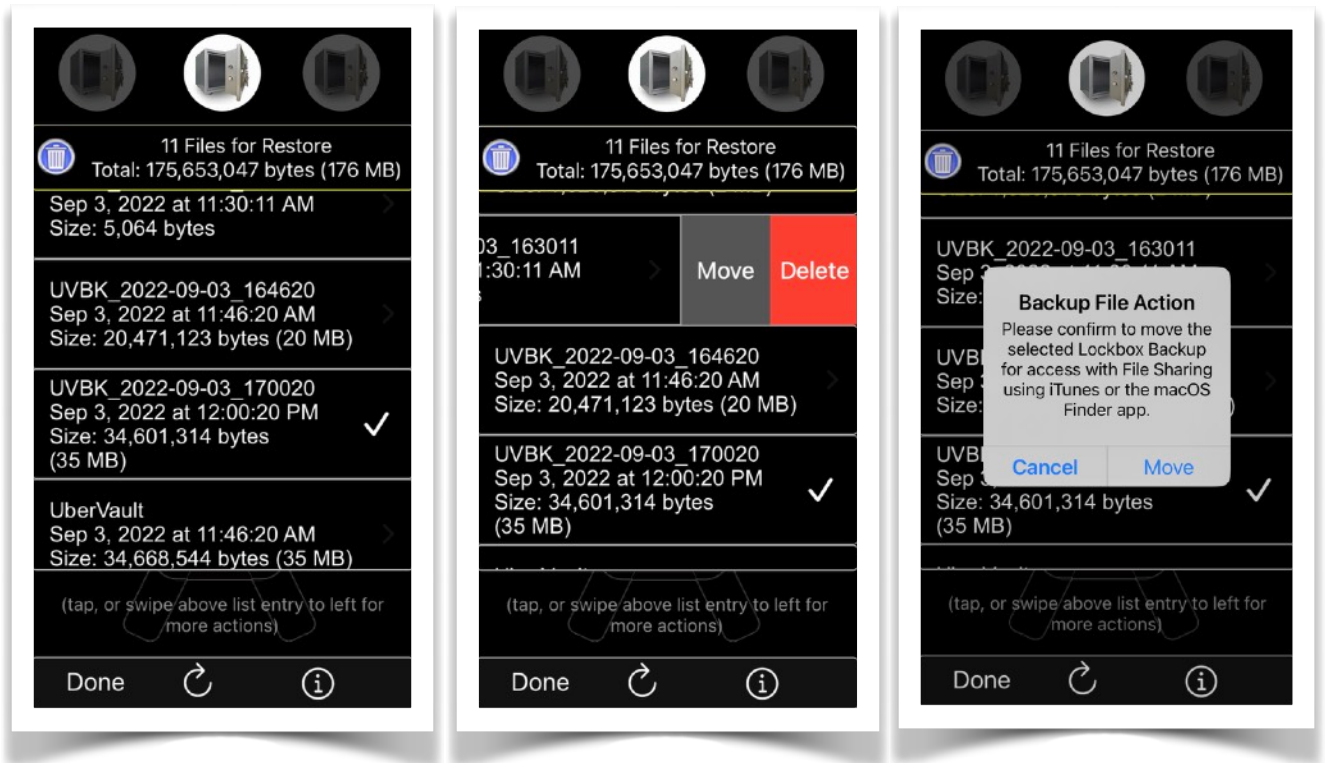 11 Files for Restore
Total: 175,653,047 bytes (176 MB)
Sep 3, 2022 at 11:30:11 AM
Size: 5,064 bytes
UVBK_2022-09-03_164620
Sep 3, 2022 at 11:46:20 AM
Size: 20,471,123 bytes (20 MB)
UVBK_2022-09-03_170020
Sep 3, 2022 at 12:00:20 PM
Size: 34,601,314 bytes
(35 MB)
UberVault
Sep 3, 2022 at 11:46:20 AM
Size: 34,668,544 bytes (35 MB)
(tap, or swipe above list entry to left for
more actions)
Done
11 Files for Restore
Total: 175,653,047 bytes (176 MB)
03_163011
1:30:11 AM
s
Move
Delete
UVBK_2022-09-03_164620
Sep 3, 2022 at 11:46:20 AM
Size: 20,471,123 bytes (20 MB)
UVBK_2022-09-03_170020
Sep 3, 2022 at 12:00:20 PM
Size: 34,601,314 bytes
(35 MB)
(tap, or swipe above list entry to left for
more actions)
Done
11 Files for Restore
Total: 175,653,047 bytes (176 MB)
UVBK_2022-09-03_163011
Sep
Size:
Backup File Action
Please confirm to move the
selected Lockbox Backup
for access with File Sharing
using iTunes or the macOS
Finder app.
Cancel
Move
UVB
Sep
Size:
UVB
Sep
Size: 34,601,314 bytes
(35 MB)
(tap, or swipe above list entry to left for
more actions)
Done